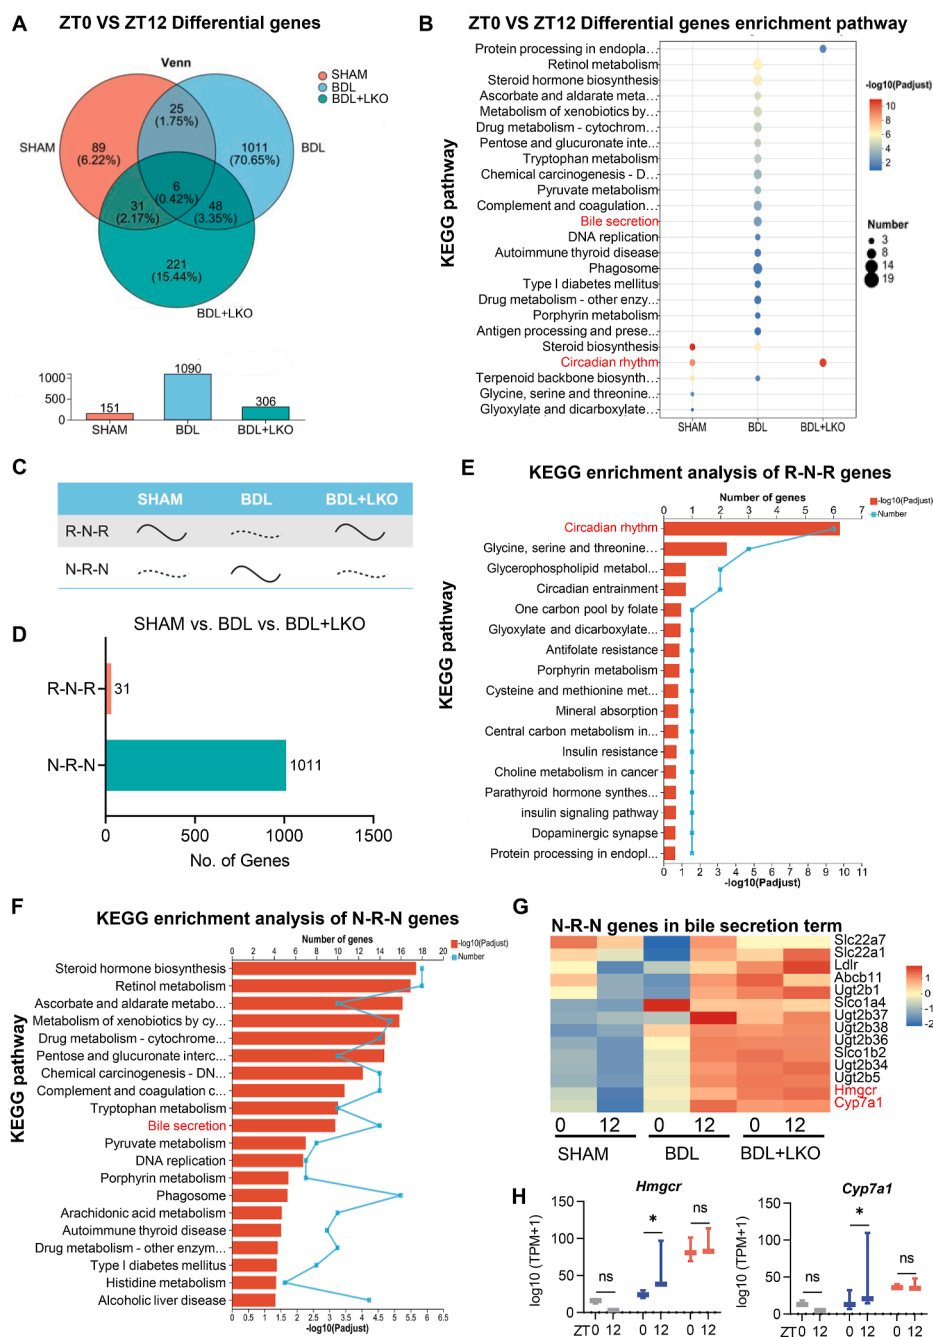 A ZT0 VS ZT12 Differential genes
Venn
SHAM
BDL
BDL+LKO
25
(1.75%)
SHAM
89
(6.22%)
1011
(70.65%)
BDL
6
(0.42%)
31
(2.17%)
48
(3.35%)
221
(15.44%)
BDL+LKO
1000
500
0
151
1090
306
SHAM
BDL
BDL+LKO
B ZT0 VS ZT12 Differential genes enrichment pathway
KEGG pathway
Protein processing in endopla...
Retinol metabolism
Steroid hormone biosynthesis
Ascorbate and aldarate meta...
Metabolism of xenobiotics by...
Drug metabolism - cytochrom...
Pentose and glucuronate inte...
Tryptophan metabolism
Chemical carcinogenesis - D...
Pyruvate metabolism
Complement and coagulation...
Bile secretion
DNA replication
Autoimmune thyroid disease
Phagosome
Type I diabetes mellitus
Drug metabolism - other enzy...
Porphyrin metabolism
Antigen processing and prese...
Steroid biosynthesis
Circadian rhythm
Terpenoid backbone biosynth...
Glycine, serine and threonine...
Glyoxylate and dicarboxylate...
SHAM BDL BDL+LKO
-log10(Padjust)
10
8
6
4
2
Number
3
8
14
19
C
SHAM BDL BDL+LKO
R-N-R
N-R-N
D
SHAM vs. BDL vs. BDL+LKO
R-N-R 31
N-R-N 1011
0 500 1000 1500
No. of Genes
E KEGG enrichment analysis of R-N-R genes
Number of genes
0 1 2 3 4 5 6 7
-log10(Padjust)
Number
KEGG pathway
Circadian rhythm
Glycine, serine and threonine...
Glycerophospholipid metabol...
Circadian entrainment
One carbon pool by folate
Glyoxylate and dicarboxylate...
Antifolate resistance
Porphyrin metabolism
Cysteine and methionine met...
Mineral absorption
Central carbon metabolism in...
Insulin resistance
Choline metabolism in cancer
Parathyroid hormone synthes...
insulin signaling pathway
Dopaminergic synapse
Protein processing in endopl...
0 1 2 3 4 5 6 7 8 9 10 11
-log10(Padjust)
F KEGG enrichment analysis of N-R-N genes
Number of genes
0 2 4 6 8 10 12 14 16 18 20
-log10(Padjust)
Number
KEGG pathway
Steroid hormone biosynthesis
Retinol metabolism
Ascorbate and aldarate metabo...
Metabolism of xenobiotics by cy...
Drug metabolism - cytochrome...
Pentose and glucuronate interc...
Chemical carcinogenesis - DN...
Complement and coagulation c...
Tryptophan metabolism
Bile secretion
Pyruvate metabolism
DNA replication
Porphyrin metabolism
Phagosome
Arachidonic acid metabolism
Autoimmune thyroid disease
Drug metabolism - other enzym...
Type I diabetes mellitus
Histidine metabolism
Alcoholic liver disease
0 0.5 1.5 2.5 3.5 4.5 5.5 6.5
-log10(Padjust)
G
N-R-N genes in bile secretion term
Slc22a7
Slc22a1
Ldlr
Abcb11
Ugt2b1
Slco1a4
Ugt2b37
Ugt2b38
Ugt2b36
Slco1b2
Ugt2b34
Ugt2b5
Hmgcr
Cyp7a1
1
0
-1
-2
0 12 0 12 0 12
SHAM BDL BDL+LKO
H
Hmgcr
log10 (TPM+1)
150
100
50
0
ns * ns
ZT 0 12 0 12 0 12
Cyp7a1
log10 (TPM+1)
150
100
50
0
ns * ns
ZT 0 12 0 12 0 12